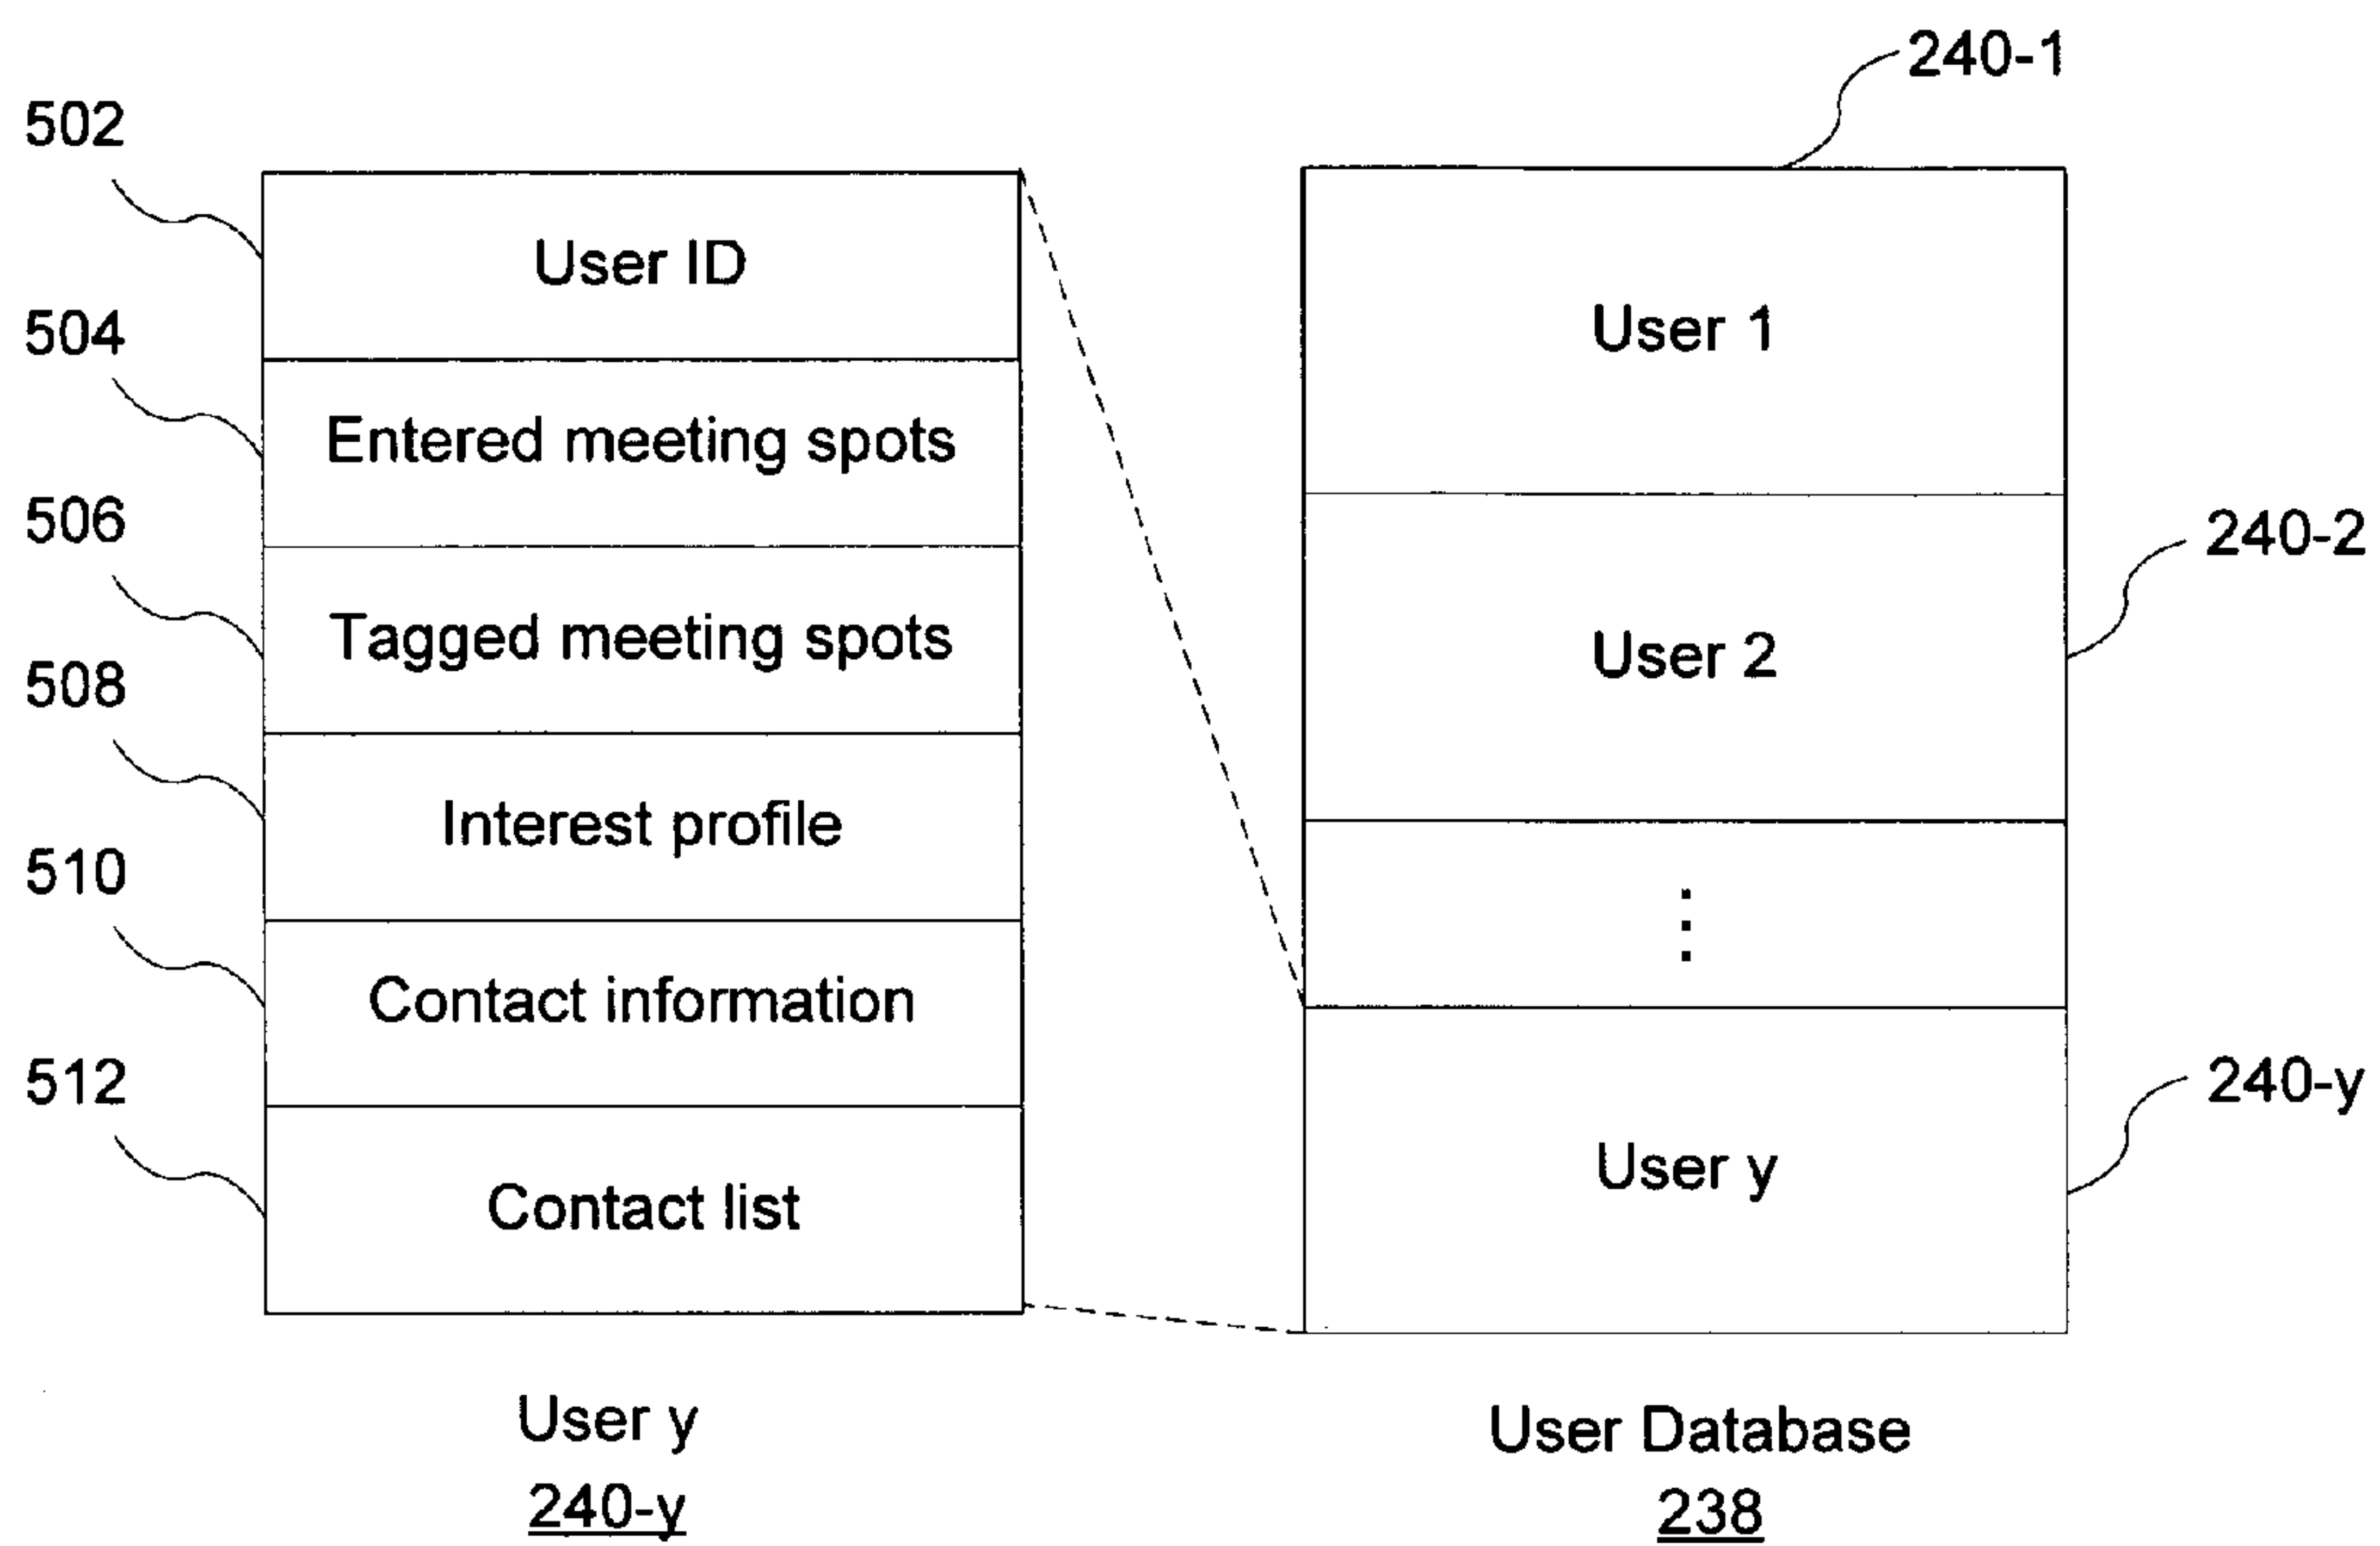 240-1
502
User ID
User 1
504
Entered meeting spots
506
240-2
Tagged meeting spots
User 2
508
Interest profile
510
Contact information
512
240-y
User y
Contact list
User y
240-y
User Database
238